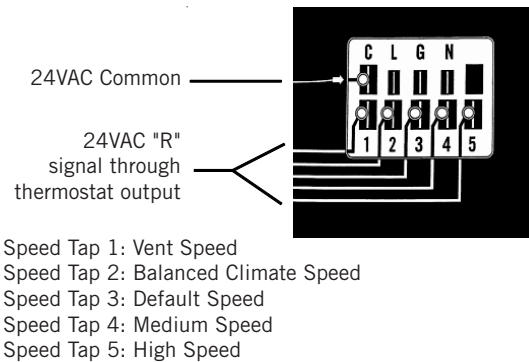 C L G N
24VAC Common
1 2 3 4 5
24VAC "R"
signal through
thermostat output
Speed Tap 1: Vent Speed
Speed Tap 2: Balanced Climate Speed
Speed Tap 3: Default Speed
Speed Tap 4: Medium Speed
Speed Tap 5: High Speed